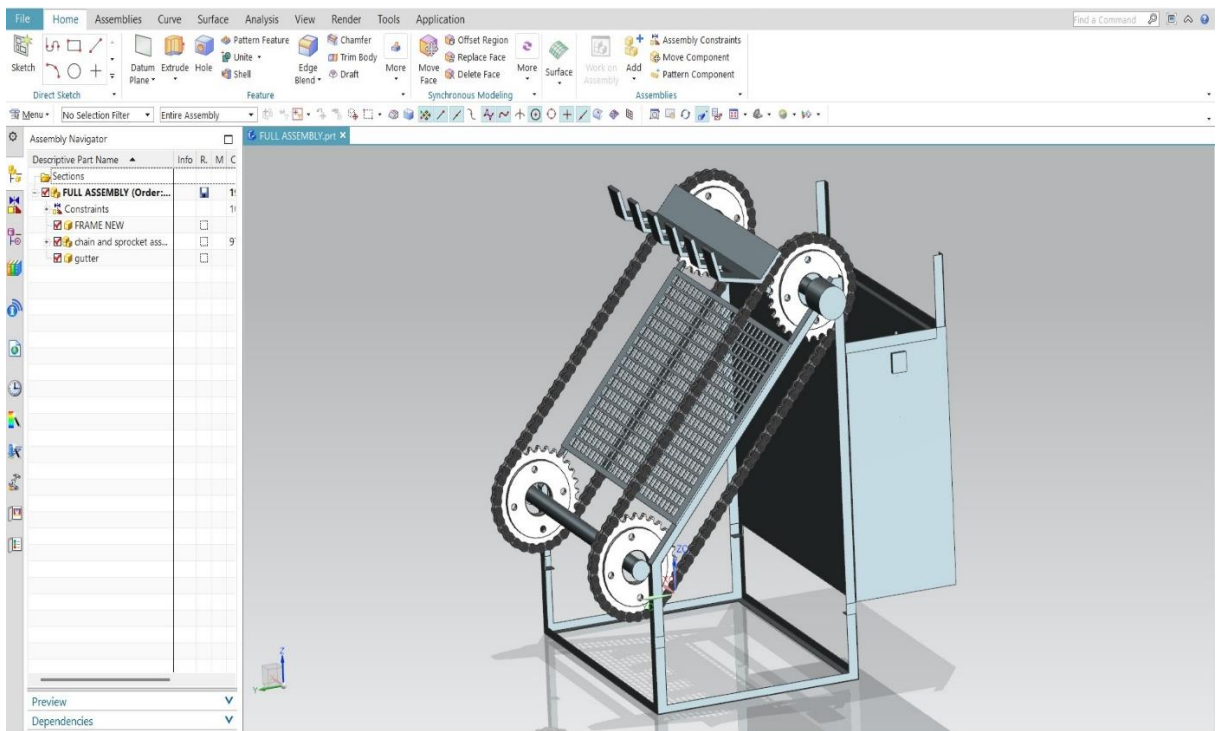 File Home Assemblies Curve Surface Analysis View Render Tools Application Find a Command
Pattern Feature Chamfer Offset Region Assembly Constraints
Unite Trim Body Replace Face Move Component
Sketch Datum Plane Extrude Hole Shell Edge Blend Draft More Move Face Delete Face More Surface Work on Assembly Add Pattern Component
Direct Sketch Feature Synchronous Modeling Assemblies
Menu No Selection Filter Entire Assembly
Assembly Navigator FULL ASSEMBLY.prt
Descriptive Part Name Info R. M C
Sections
FULL ASSEMBLY (Order:...
Constraints
FRAME NEW
chain and sprocket ass...
gutter
ZC
Z
Y
Preview
Dependencies